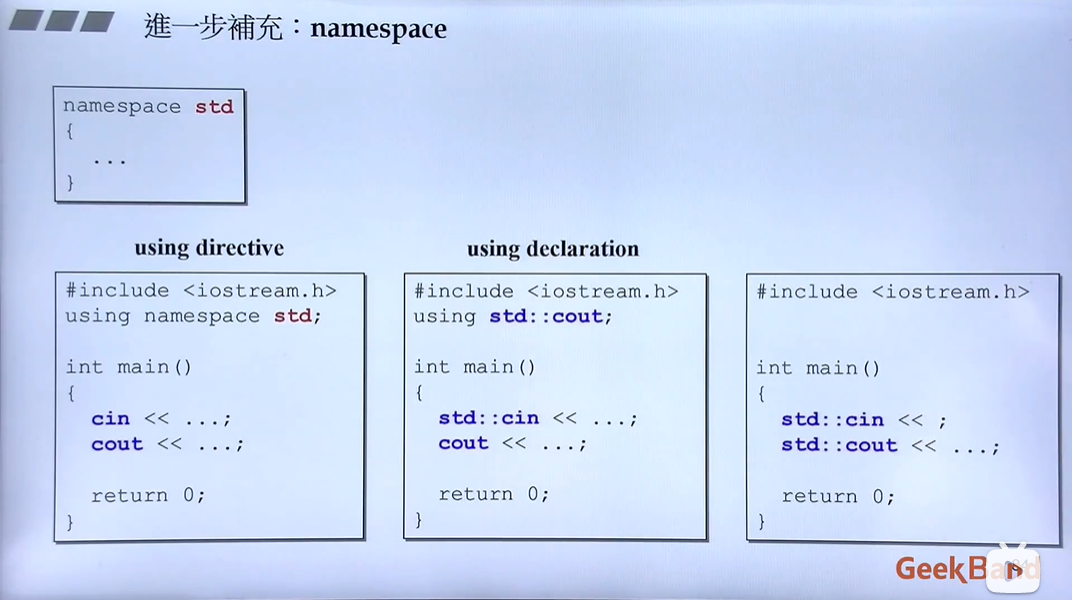 進一步補充：namespace
namespace std
{
...
}
using directive
#include <iostream.h>
using namespace std;
int main()
{
cin << ...;
cout << ...;
return 0;
}
using declaration
#include <iostream.h>
using std::cout;
int main()
{
std::cin << ...;
cout << ...;
return 0;
}
#include <iostream.h>
int main()
{
std::cin << ;
std::cout << ...;
return 0;
}
GeekBand